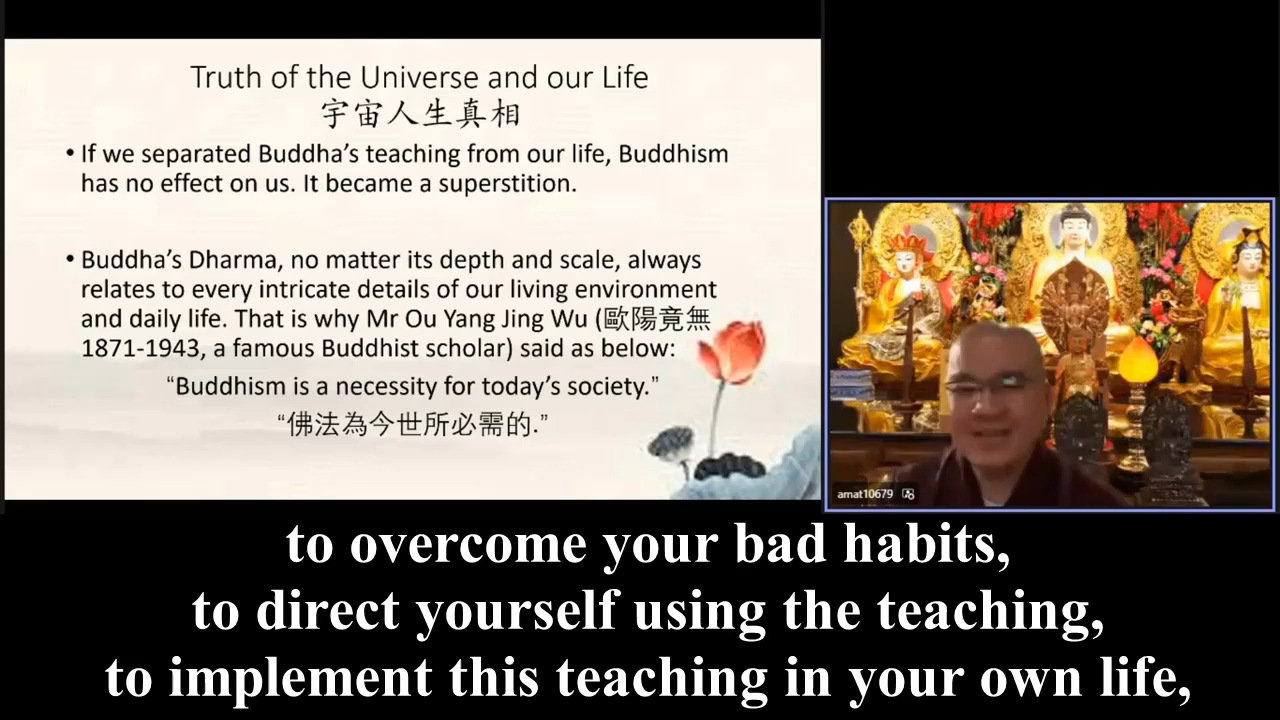 Truth of the Universe and our Life
宇宙人生真相
• If we separated Buddha’s teaching from our life, Buddhism
has no effect on us. It became a superstition.
• Buddha’s Dharma, no matter its depth and scale, always
relates to every intricate details of our living environment
and daily life. That is why Mr Ou Yang Jing Wu (歐陽竟無
1871-1943, a famous Buddhist scholar) said as below:
“Buddhism is a necessity for today’s society.”
“佛法為今世所必需的.”
amat10679
to overcome your bad habits,
to direct yourself using the teaching,
to implement this teaching in your own life,